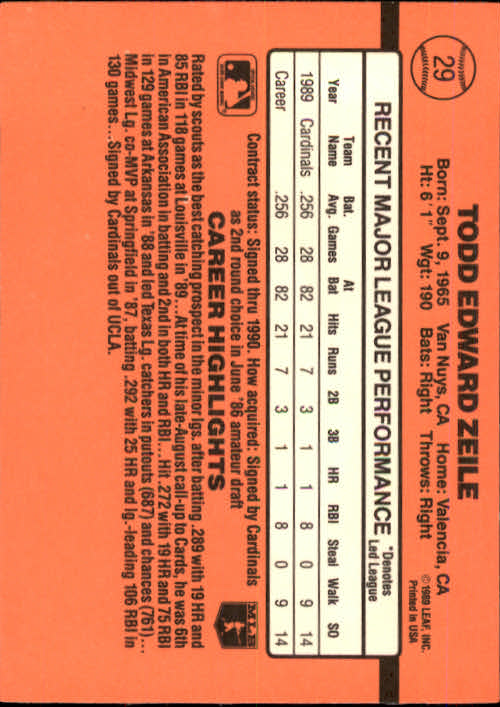 29
TODD EDWARD ZEILE
Born: Sept. 9, 1965 Van Nuys, CA Home: Valencia, CA
Ht: 6'1" Wgt: 190 Bats: Right Throws: Right
© 1989 LEAF, INC.
Printed in USA
RECENT MAJOR LEAGUE PERFORMANCE *Denotes Led League
Year Team Name Bat. Avg. Games At Bat Hits Runs 2B 3B HR RBI Steal Walk SO
1989 Cardinals .256 28 82 21 7 3 1 1 8 0 9 14
Career .256 28 82 21 7 3 1 1 8 0 9 14
Contract status: Signed thru 1990. How acquired: Signed by Cardinals
as 2nd round choice in June '86 amateur draft
MLB
CAREER HIGHLIGHTS
Rated by scouts as the best catching prospect in the minor lgs. after batting .289 with 19 HR and
85 RBI in 118 games at Louisville in '89...At time of his late-August call-up to Cards, he was 6th
in American Association in batting and 2nd in both HR and RBI...Hit .272 with 19 HR and 75 RBI
in 129 games at Arkansas in '88 and led Texas Lg. catchers in putouts (687) and chances (761)...
Midwest Lg. co-MVP at Springfield in '87, batting .292 with 25 HR and lg.-leading 106 RBI in
130 games...Signed by Cardinals out of UCLA.